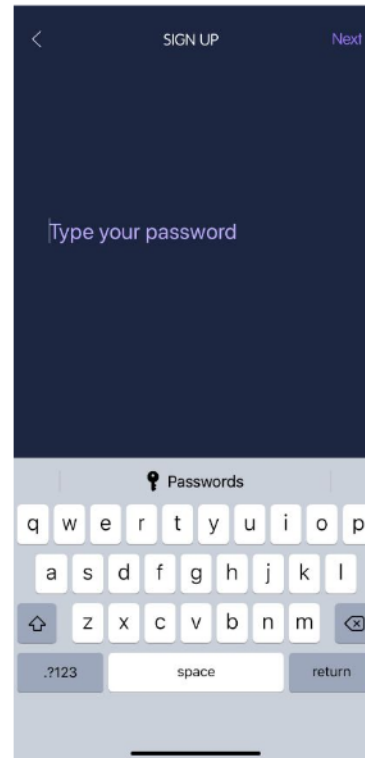 SIGN UP Next
Type your password
Passwords
q w e r t y u i o p
a s d f g h j k l
z x c v b n m
.?123 space return